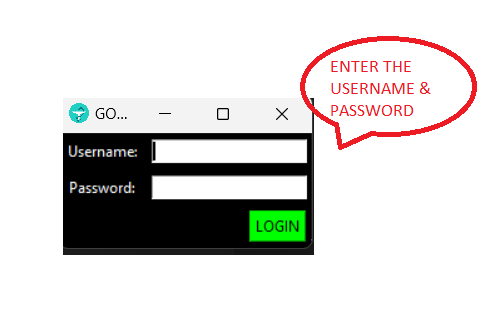 ENTER THE
USERNAME &
PASSWORD
GO...
Username:
Password:
LOGIN